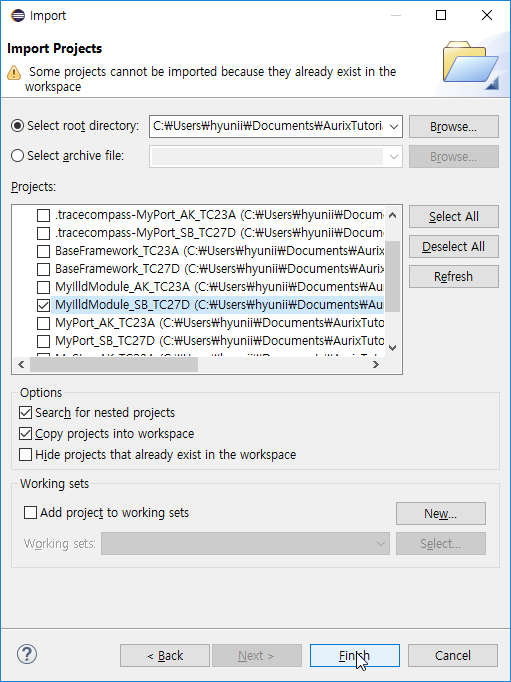 Import
Import Projects
Some projects cannot be imported because they already exist in the
workspace
Select root directory:
C:₩Users₩hyunii₩Documents₩AurixTutori
Browse...
Select archive file:
Browse...
Projects:
.tracecompass-MyPort_AK_TC23A (C:₩Users₩hyunii₩Docum
.tracecompass-MyPort_SB_TC27D (C:₩Users₩hyunii₩Docum
BaseFramework_TC23A (C:₩Users₩hyunii₩Documents₩Aurix
BaseFramework_TC27D (C:₩Users₩hyunii₩Documents₩Aurix
MyIlldModule_AK_TC23A (C:₩Users₩hyunii₩Documents₩Au
MyIlldModule_SB_TC27D (C:₩Users₩hyunii₩Documents₩Au
MyPort_AK_TC23A (C:₩Users₩hyunii₩Documents₩AurixTuto
MyPort_SB_TC27D (C:₩Users₩hyunii₩Documents₩AurixTuto
Select All
Deselect All
Refresh
Options
Search for nested projects
Copy projects into workspace
Hide projects that already exist in the workspace
Working sets
Add project to working sets
New...
Working sets:
Select...
?
< Back
Next >
Finish
Cancel